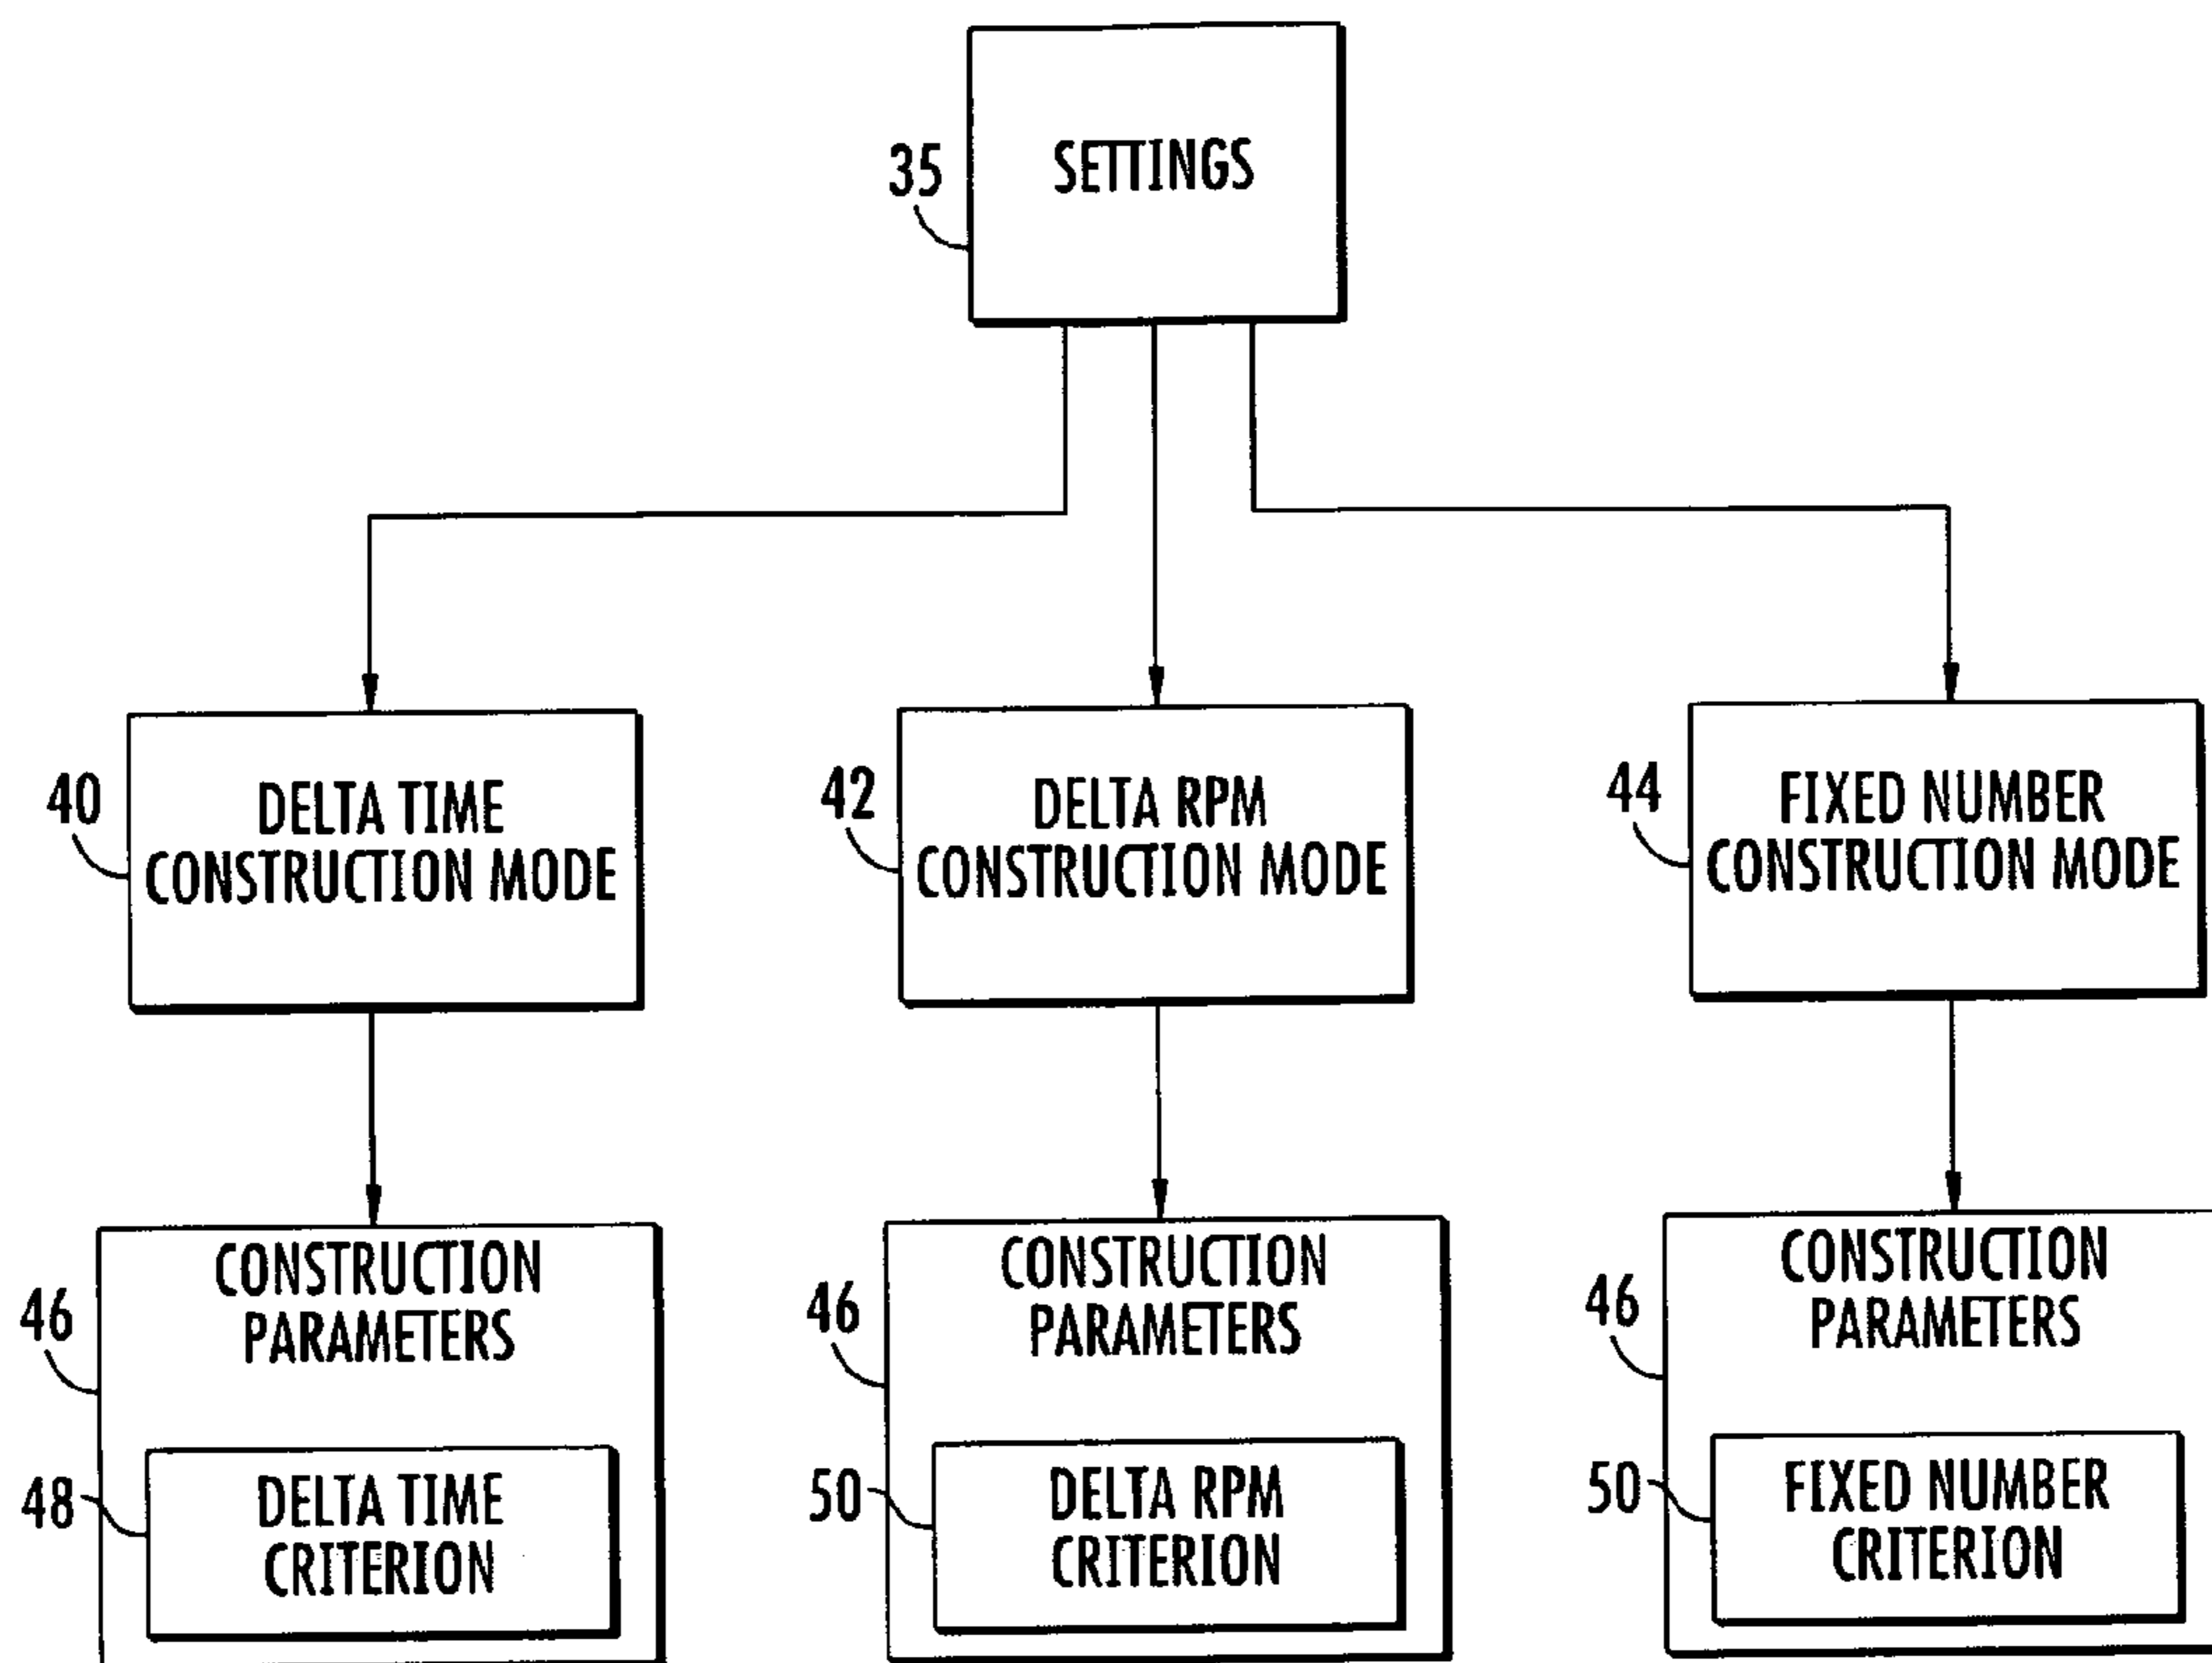 35
SETTINGS
40
DELTA TIME
CONSTRUCTION MODE
42
DELTA RPM
CONSTRUCTION MODE
44
FIXED NUMBER
CONSTRUCTION MODE
46
CONSTRUCTION
PARAMETERS
48
DELTA TIME
CRITERION
46
CONSTRUCTION
PARAMETERS
50
DELTA RPM
CRITERION
46
CONSTRUCTION
PARAMETERS
50
FIXED NUMBER
CRITERION